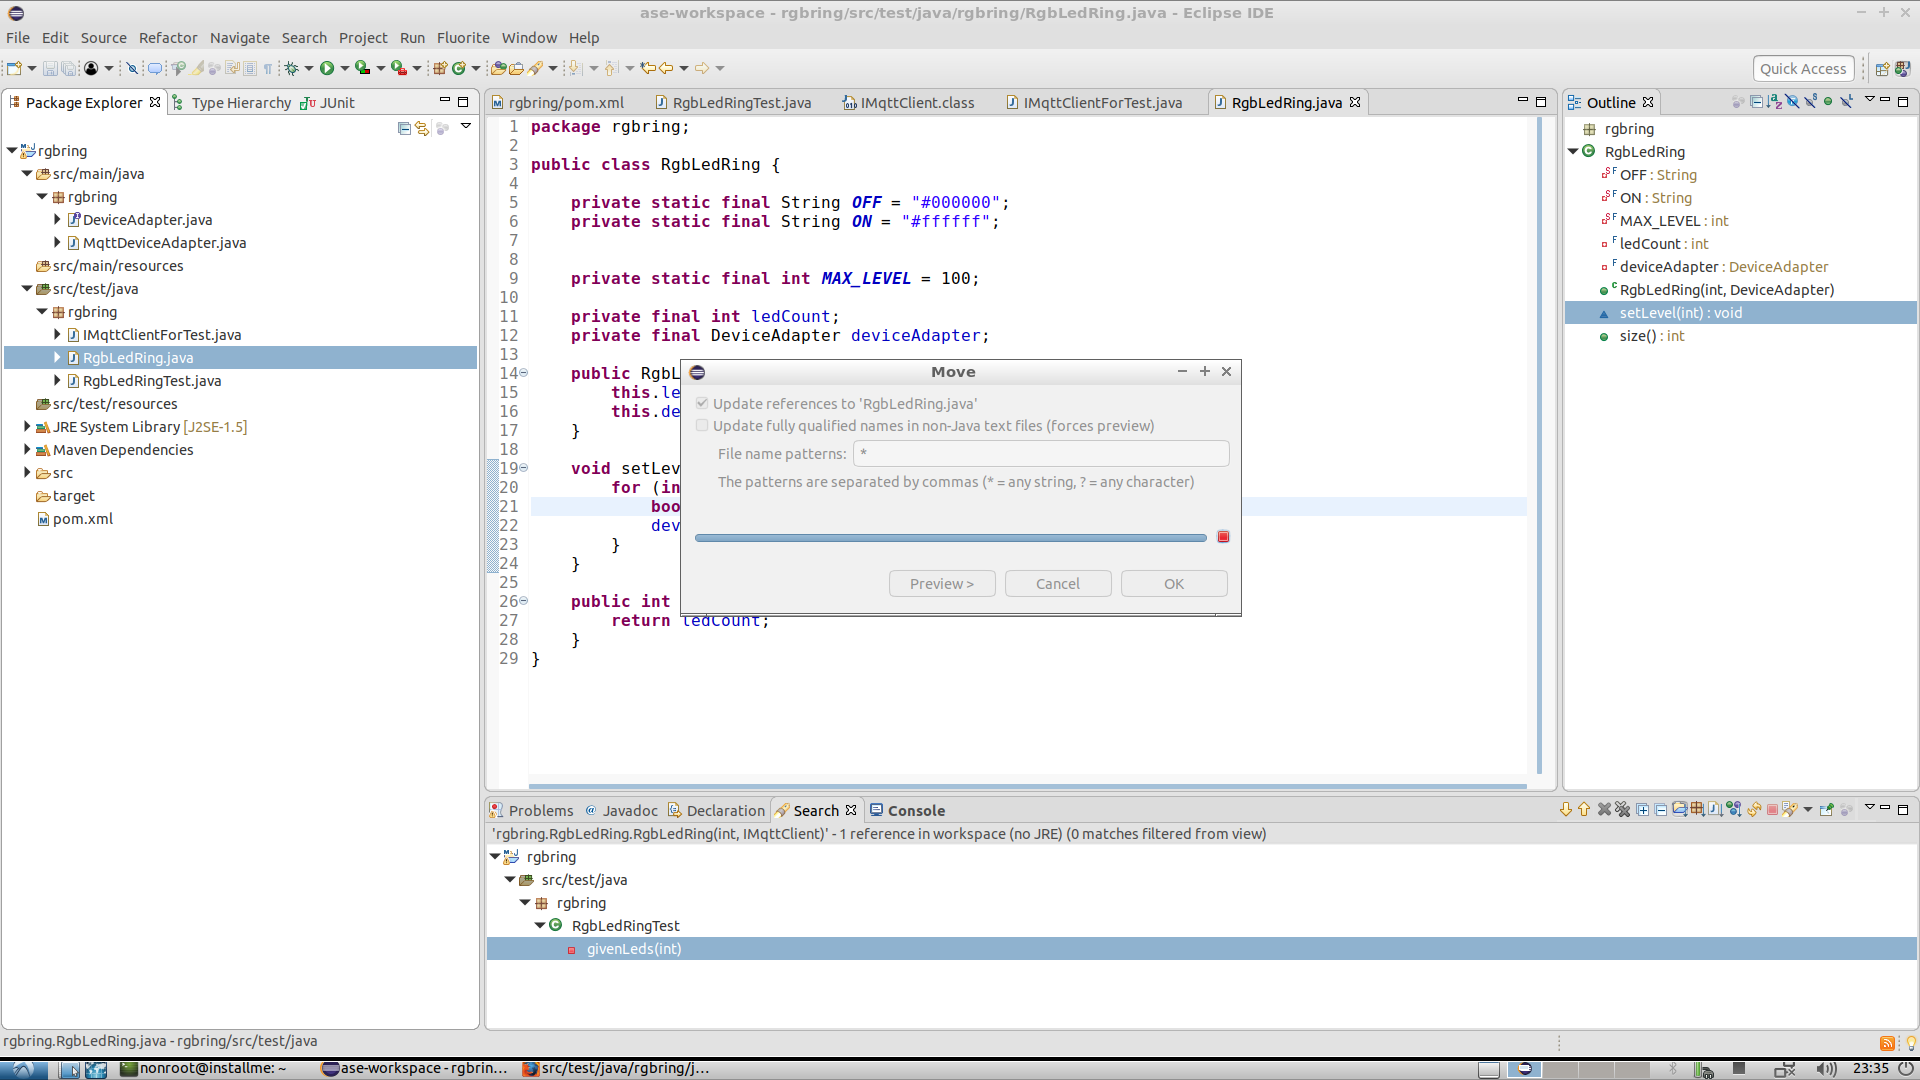 ase-workspace - rgbring/src/test/java/rgbring/RgbLedRing.java - Eclipse IDE
File Edit Source Refactor Navigate Search Project Run Fluorite Window Help
Quick Access
Package Explorer Type Hierarchy JUnit
rgbring
src/main/java
rgbring
DeviceAdapter.java
MqttDeviceAdapter.java
src/main/resources
src/test/java
rgbring
IMqttClientForTest.java
RgbLedRing.java
RgbLedRingTest.java
src/test/resources
JRE System Library [J2SE-1.5]
Maven Dependencies
src
target
pom.xml
rgbring/pom.xml RgbLedRingTest.java IMqttClient.class IMqttClientForTest.java RgbLedRing.java
1 package rgbring;
2
3 public class RgbLedRing {
4
5 private static final String OFF = "#000000";
6 private static final String ON = "#ffffff";
7
8
9 private static final int MAX_LEVEL = 100;
10
11 private final int ledCount;
12 private final DeviceAdapter deviceAdapter;
13
14 public RgbL
15 this.le
16 this.de
17 }
18
19 void setLev
20 for (in
21 boo
22 dev
23 }
24 }
25
26 public int
27 return ledCount;
28 }
29 }
Move
Update references to 'RgbLedRing.java'
Update fully qualified names in non-Java text files (forces preview)
File name patterns: *
The patterns are separated by commas (* = any string, ? = any character)
Preview > Cancel OK
Outline
rgbring
RgbLedRing
OFF : String
ON : String
MAX_LEVEL : int
ledCount : int
deviceAdapter : DeviceAdapter
RgbLedRing(int, DeviceAdapter)
setLevel(int) : void
size() : int
Problems Javadoc Declaration Search Console
'rgbring.RgbLedRing.RgbLedRing(int, IMqttClient)' - 1 reference in workspace (no JRE) (0 matches filtered from view)
rgbring
src/test/java
rgbring
RgbLedRingTest
givenLeds(int)
rgbring.RgbLedRing.java - rgbring/src/test/java
nonroot@installme: ~ ase-workspace - rgbrin... src/test/java/rgbring/j... 23:35